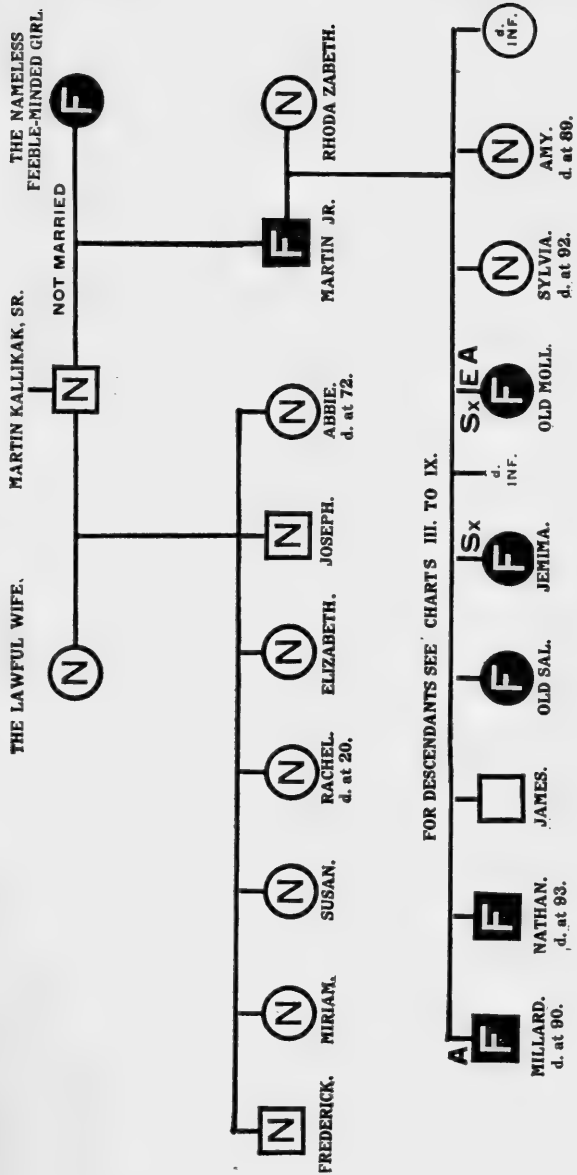 THE LAWFUL WIFE.
MARTIN KALLIKAK, SR.
THE NAMELESS
FEEBLE-MINDED GIRL.
N
N
F
NOT MARRIED
N
N
N
N
N
N
N
F
N
FREDERICK.
MIRIAM.
SUSAN.
RACHEL.
d. at 20.
ELIZABETH.
JOSEPH.
ABBIE.
d. at 72.
MARTIN JR.
RHODA ZABETH.
FOR DESCENDANTS SEE CHARTS III. TO IX.
A
Sx
Sx E A
F
F
F
F
d.
INF.
F
N
N
d.
INF.
MILLARD.
d. at 90.
NATHAN.
d. at 93.
JAMES.
OLD SAL.
JEMIMA.
OLD MOLL.
SYLVIA.
d. at 92.
AMY.
d. at 89.